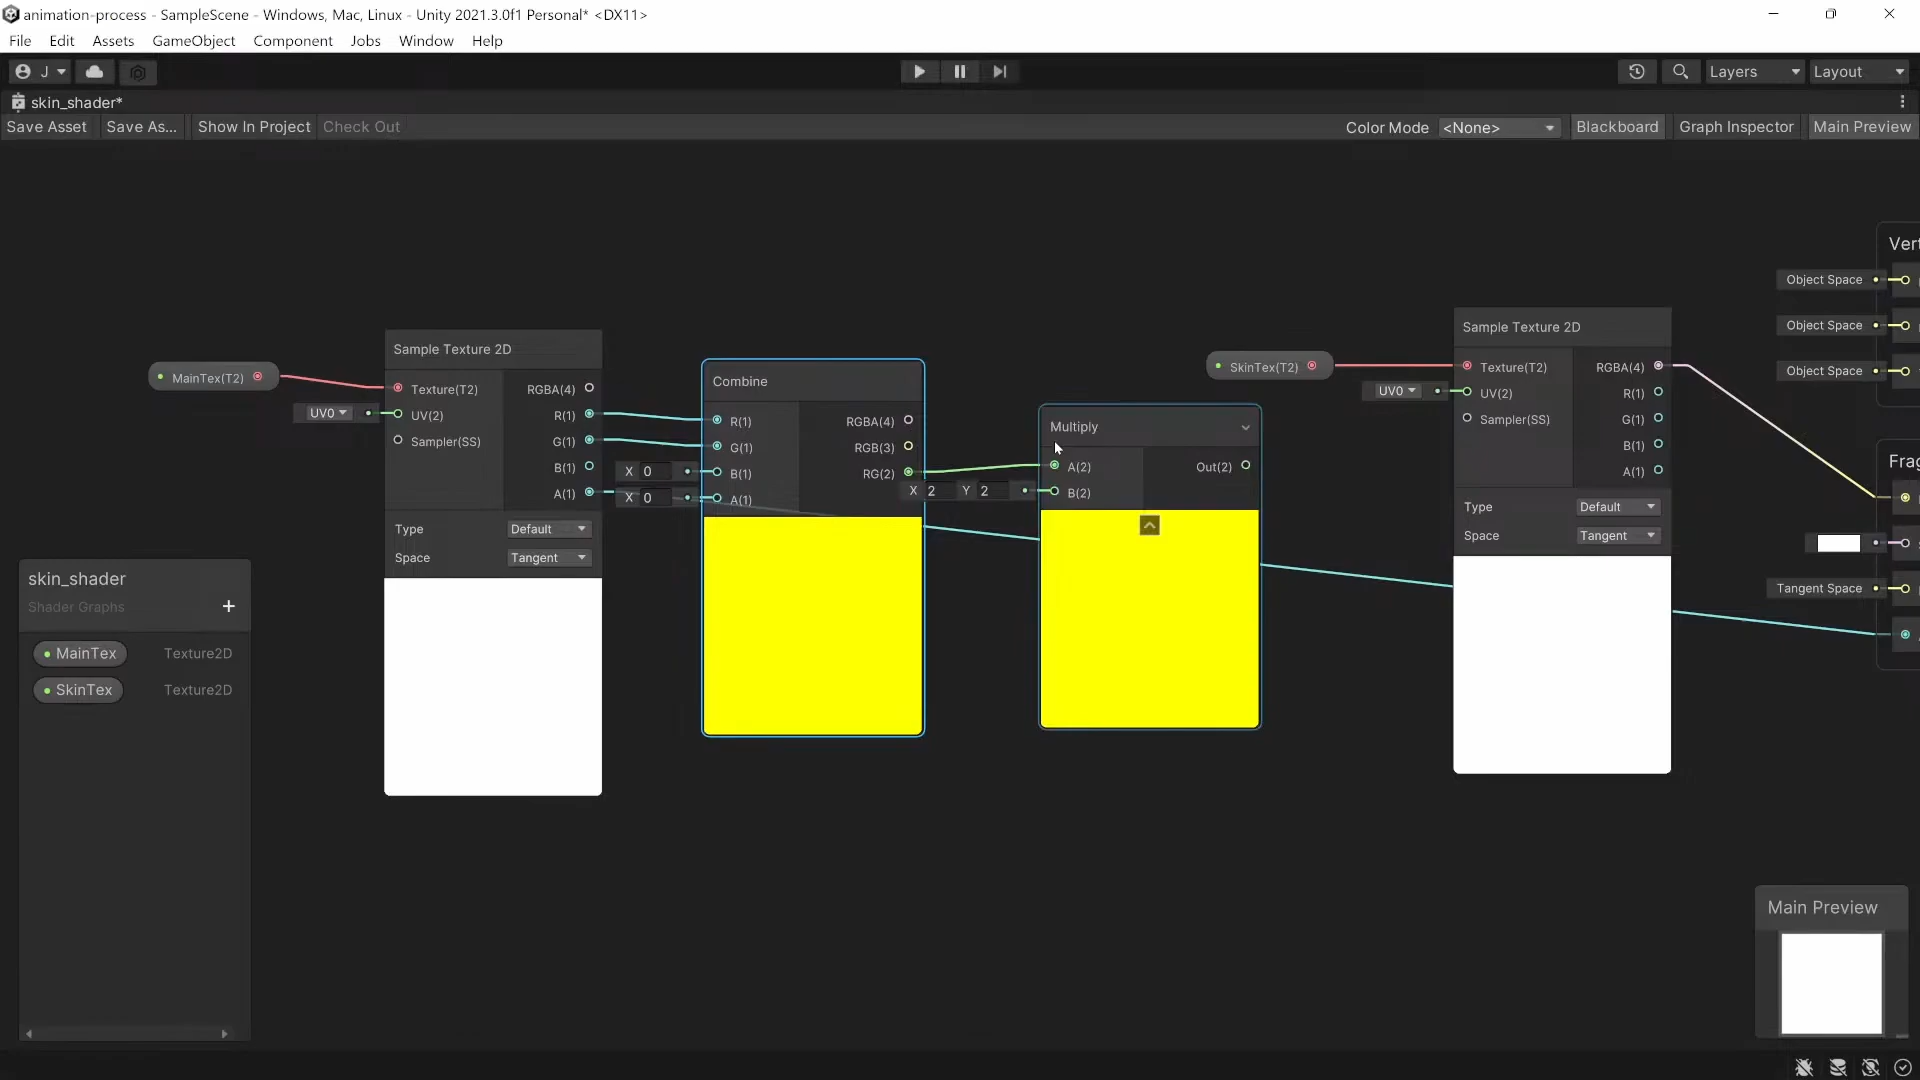 animation-process - SampleScene - Windows, Mac, Linux - Unity 2021.3.0f1 Personal* <DX11>
File Edit Assets GameObject Component Jobs Window Help
J Layers Layout
skin_shader*
Save Asset Save As... Show In Project Check Out Color Mode <None> Blackboard Graph Inspector Main Preview
MainTex(T2)
UV0
Sample Texture 2D
Texture(T2) RGBA(4)
UV(2) R(1)
Sampler(SS) G(1)
B(1)
A(1)
Type Default
Space Tangent
X 0
X 0
Combine
R(1) RGBA(4)
G(1) RGB(3)
B(1) RG(2)
A(1)
X 2 Y 2
Multiply
A(2) Out(2)
B(2)
SkinTex(T2)
UV0
Sample Texture 2D
Texture(T2) RGBA(4)
UV(2) R(1)
Sampler(SS) G(1)
B(1)
A(1)
Type Default
Space Tangent
Vert
Object Space
Object Space
Object Space
Frag
Tangent Space
skin_shader
Shader Graphs +
MainTex Texture2D
SkinTex Texture2D
Main Preview